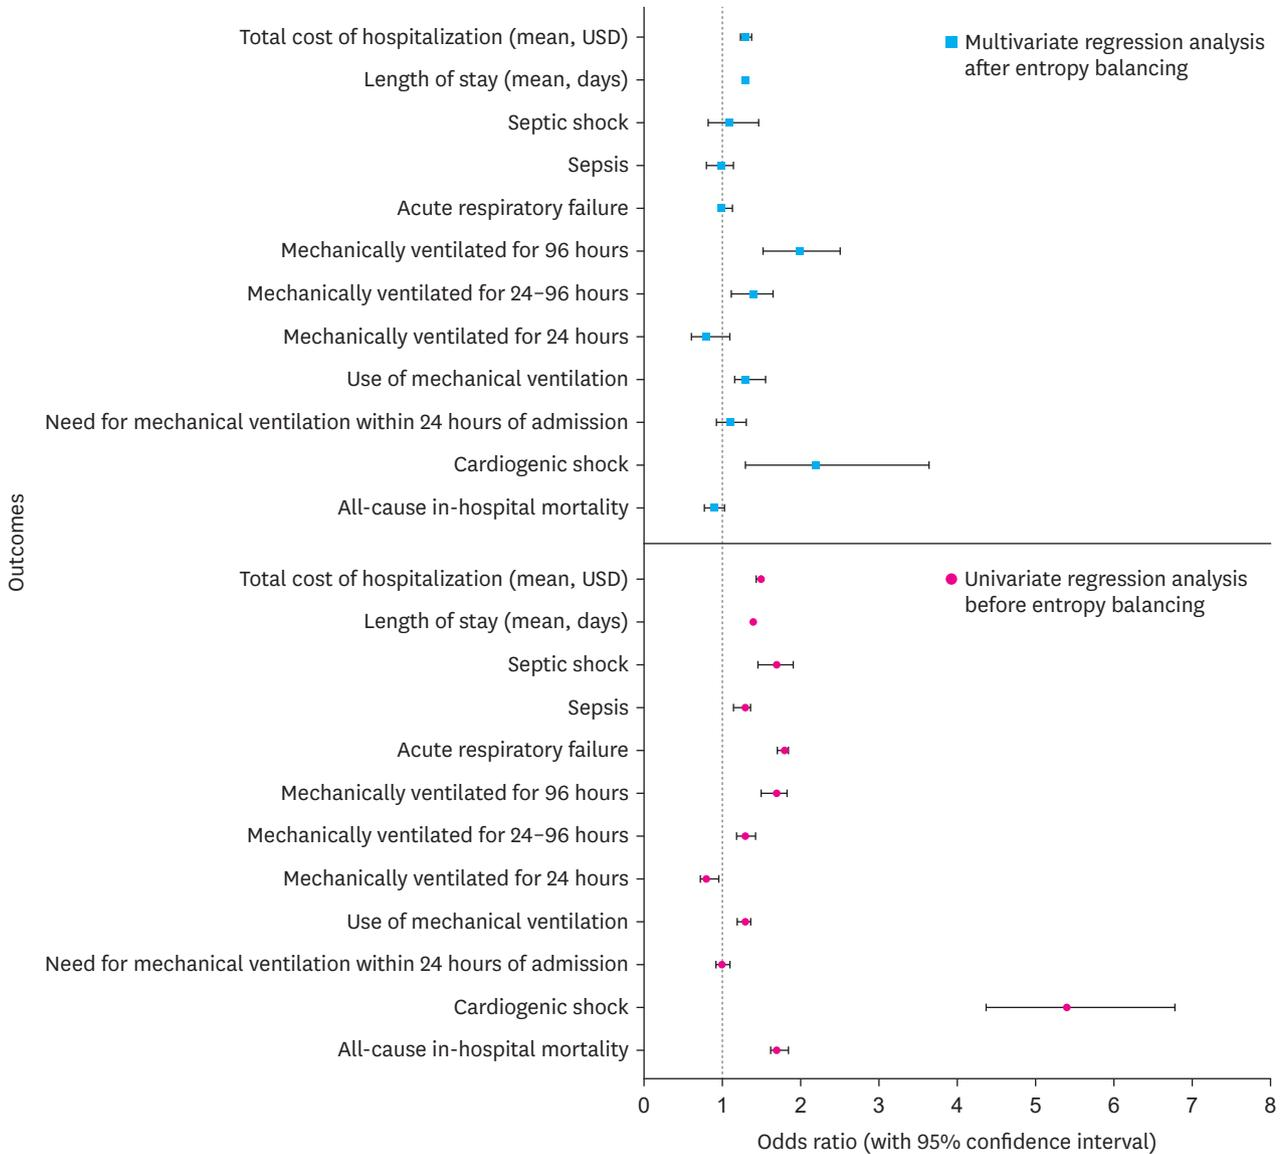 Outcomes
Total cost of hospitalization (mean, USD)
Length of stay (mean, days)
Septic shock
Sepsis
Acute respiratory failure
Mechanically ventilated for 96 hours
Mechanically ventilated for 24–96 hours
Mechanically ventilated for 24 hours
Use of mechanical ventilation
Need for mechanical ventilation within 24 hours of admission
Cardiogenic shock
All-cause in-hospital mortality
Multivariate regression analysis
after entropy balancing
Total cost of hospitalization (mean, USD)
Length of stay (mean, days)
Septic shock
Sepsis
Acute respiratory failure
Mechanically ventilated for 96 hours
Mechanically ventilated for 24–96 hours
Mechanically ventilated for 24 hours
Use of mechanical ventilation
Need for mechanical ventilation within 24 hours of admission
Cardiogenic shock
All-cause in-hospital mortality
Univariate regression analysis
before entropy balancing
0 1 2 3 4 5 6 7 8
Odds ratio (with 95% confidence interval)